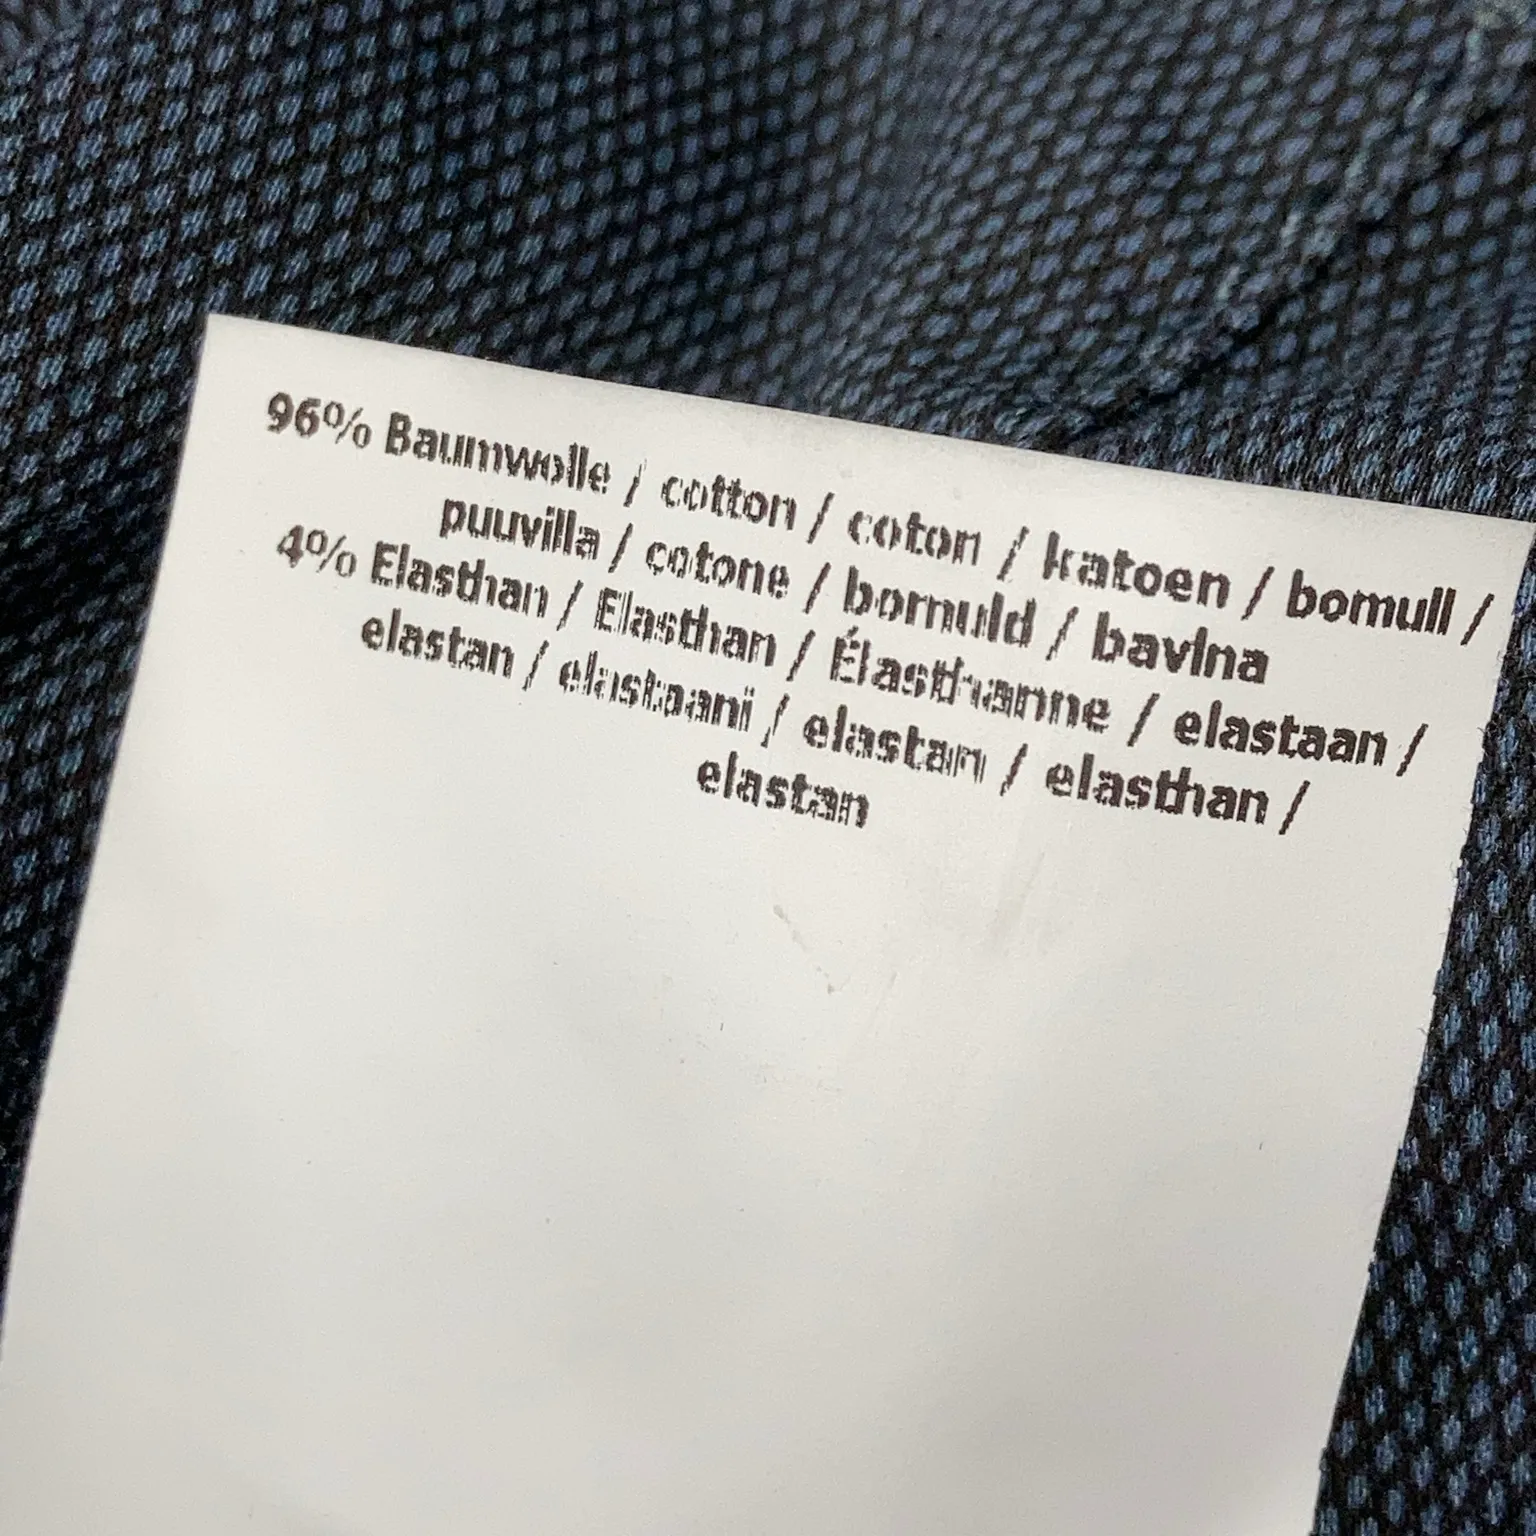 96% Baumwolle / cotton / coton / katoen / bomull /
puuvilla / cotone / bomuld / bavlna
4% Elasthan / Elasthan / Élasthanne / elastaan /
elastan / elastaani / elastan / elasthan /
elastan